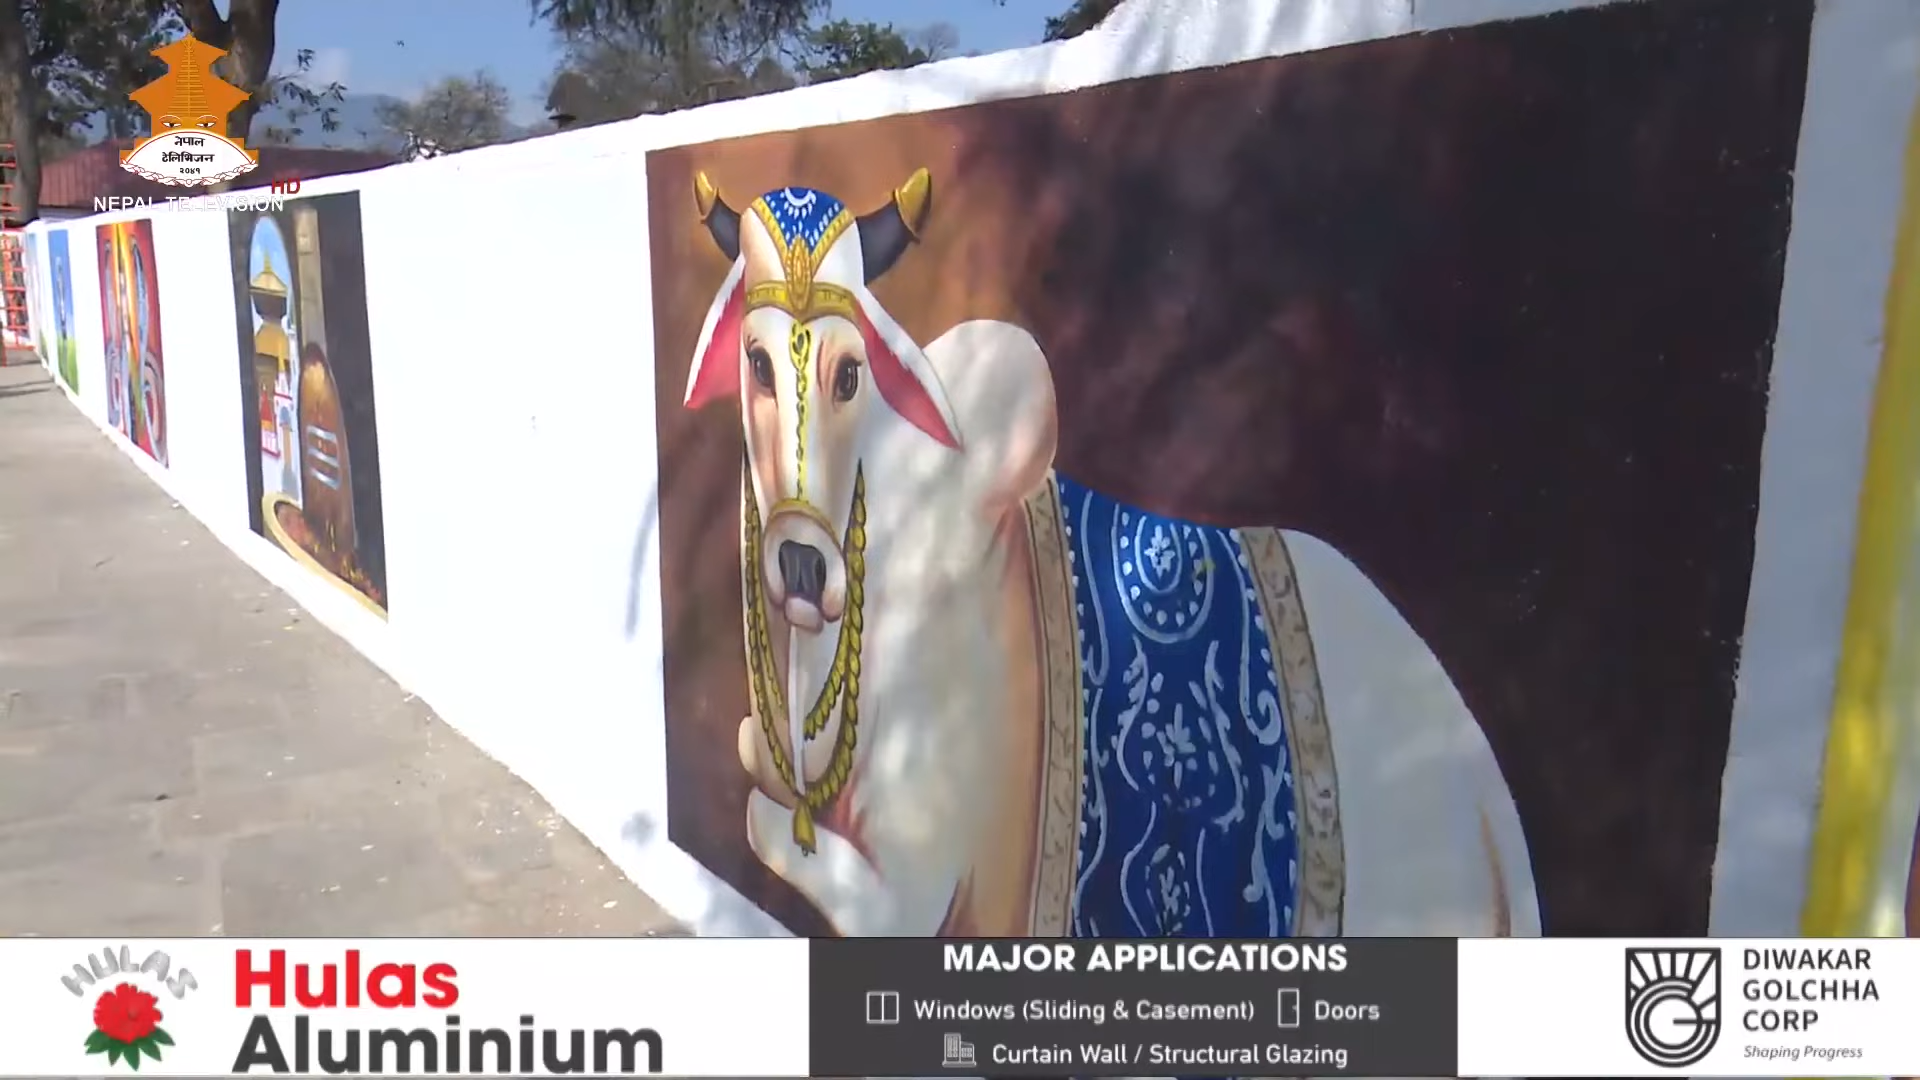 नेपाल
टेलिभिजन
२०४१
HD
NEPAL TELEVISION
HULAS
Hulas
Aluminium
MAJOR APPLICATIONS
Windows (Sliding & Casement)
Doors
Curtain Wall / Structural Glazing
DIWAKAR
GOLCHHA
CORP
Shaping Progress